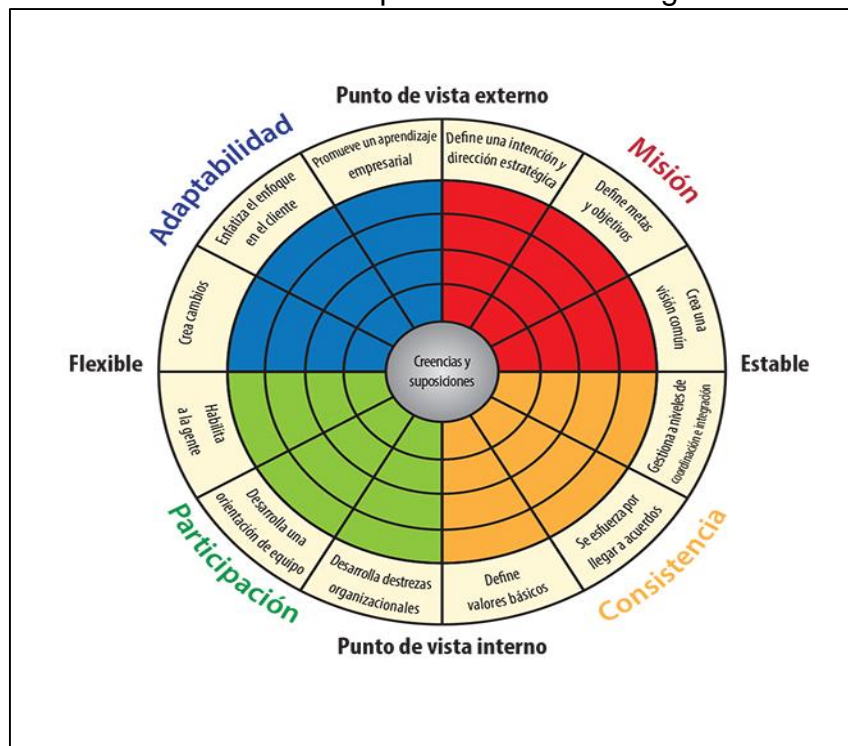 Punto de vista externo
Adaptabilidad
Misión
Promueve un aprendizaje
empresarial
Define una intención y
dirección estratégica
Enfatiza el enfoque
en el cliente
Define metas
y objetivos
Crea cambios
Crea una
visión común
Flexible
Creencias y
suposiciones
Estable
Habilita
a la gente
Gestiona a niveles de
coordinación e integración
Desarrolla una
orientación de equipo
Se esfuerza por
llegar a acuerdos
Desarrolla destrezas
organizacionales
Define
valores básicos
Participación
Consistencia
Punto de vista interno